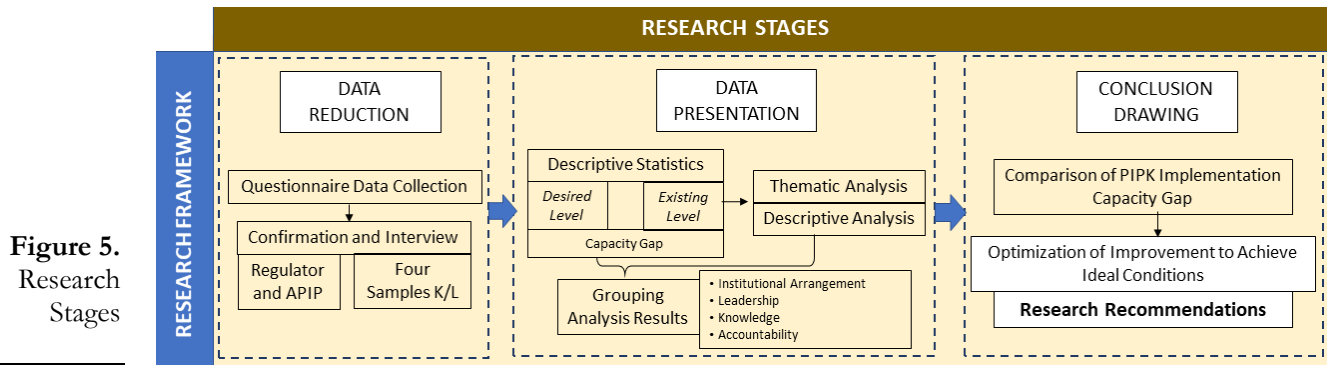 Figure 5.
Research
Stages
RESEARCH STAGES
RESEARCH FRAMEWORK
DATA
REDUCTION
Questionnaire Data Collection
Confirmation and Interview
Regulator
and APIP
Four
Samples K/L
DATA
PRESENTATION
Descriptive Statistics
Desired
Level
Existing
Level
Capacity Gap
Thematic Analysis
Descriptive Analysis
Grouping
Analysis Results
• Institutional Arrangement
• Leadership
• Knowledge
• Accountability
CONCLUSION
DRAWING
Comparison of PIPK Implementation
Capacity Gap
Optimization of Improvement to Achieve
Ideal Conditions
Research Recommendations